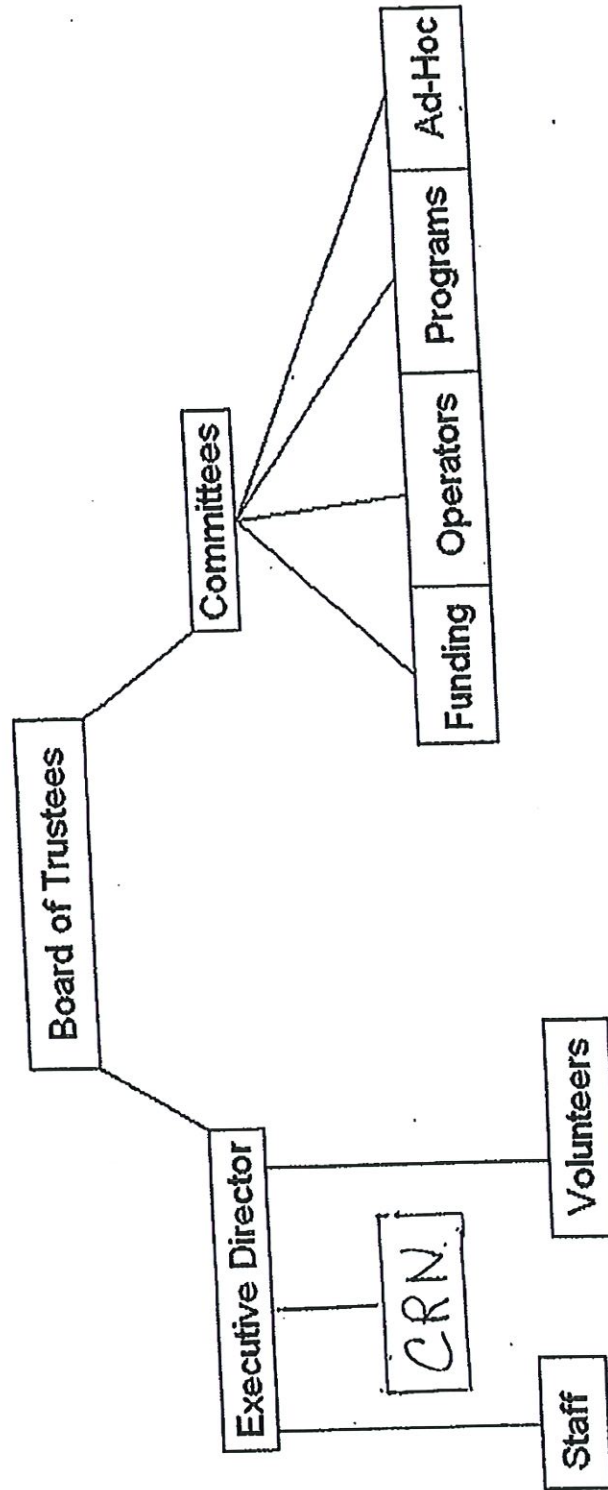 Board of Trustees
Executive Director
Committees
CRN.
Staff
Volunteers
Funding
Operators
Programs
Ad-Hoc